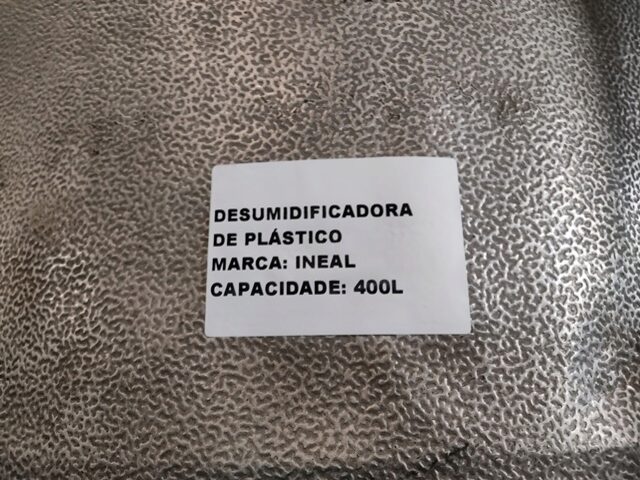 DESUMIDIFICADORA
DE PLÁSTICO
MARCA: INEAL
CAPACIDADE: 400L